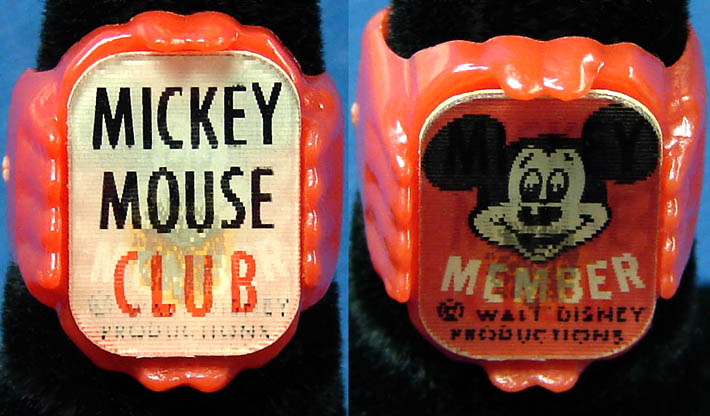 MICKEY
MOUSE
CLUB
PRODUCTIONS
MEMBER
© WALT DISNEY
PRODUCTIONS